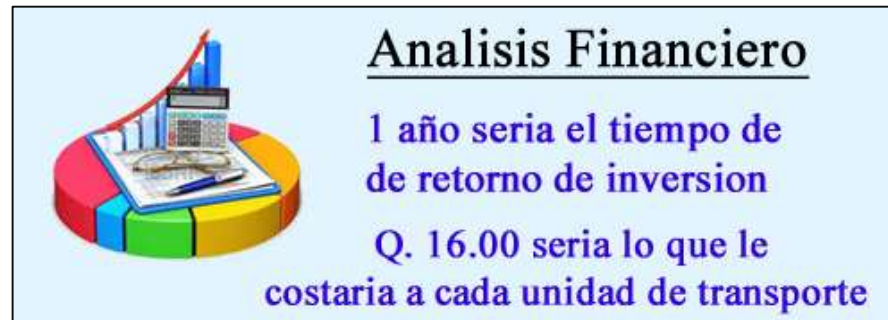 Analisis Financiero
1 año seria el tiempo de
de retorno de inversion
Q. 16.00 seria lo que le
costaria a cada unidad de transporte